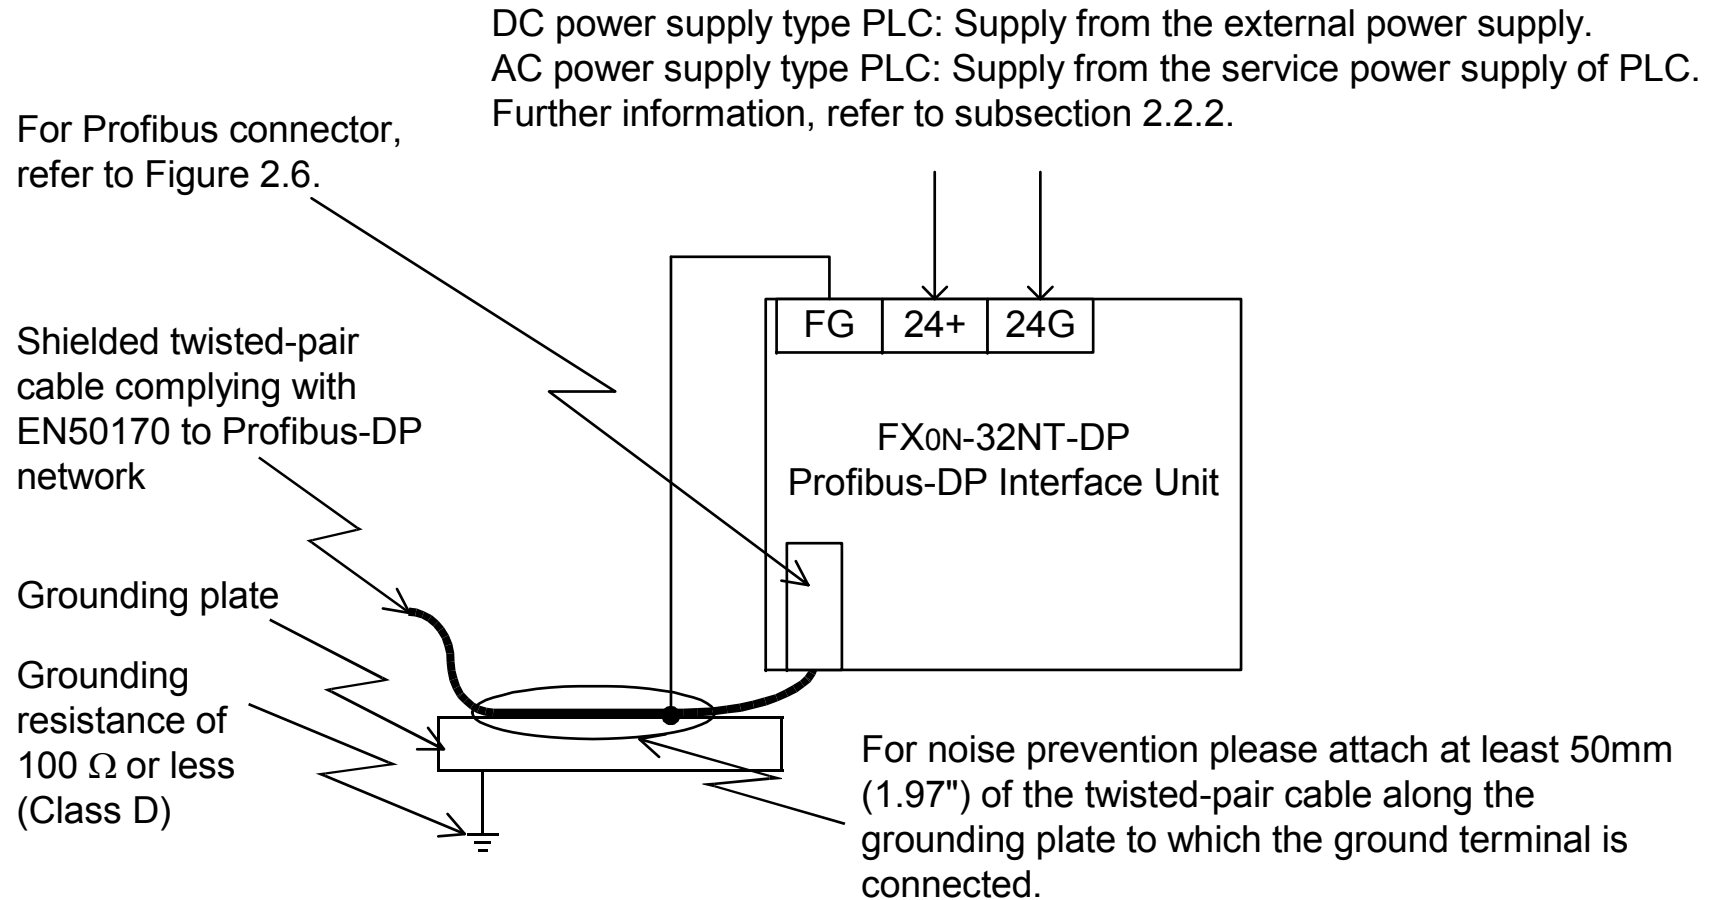 DC power supply type PLC: Supply from the external power supply.
AC power supply type PLC: Supply from the service power supply of PLC.
Further information, refer to subsection 2.2.2.
For Profibus connector,
refer to Figure 2.6.
FG 24+ 24G
Shielded twisted-pair
cable complying with
EN50170 to Profibus-DP
network
FX0N-32NT-DP
Profibus-DP Interface Unit
Grounding plate
Grounding
resistance of
100 Ω or less
(Class D)
For noise prevention please attach at least 50mm
(1.97") of the twisted-pair cable along the
grounding plate to which the ground terminal is
connected.